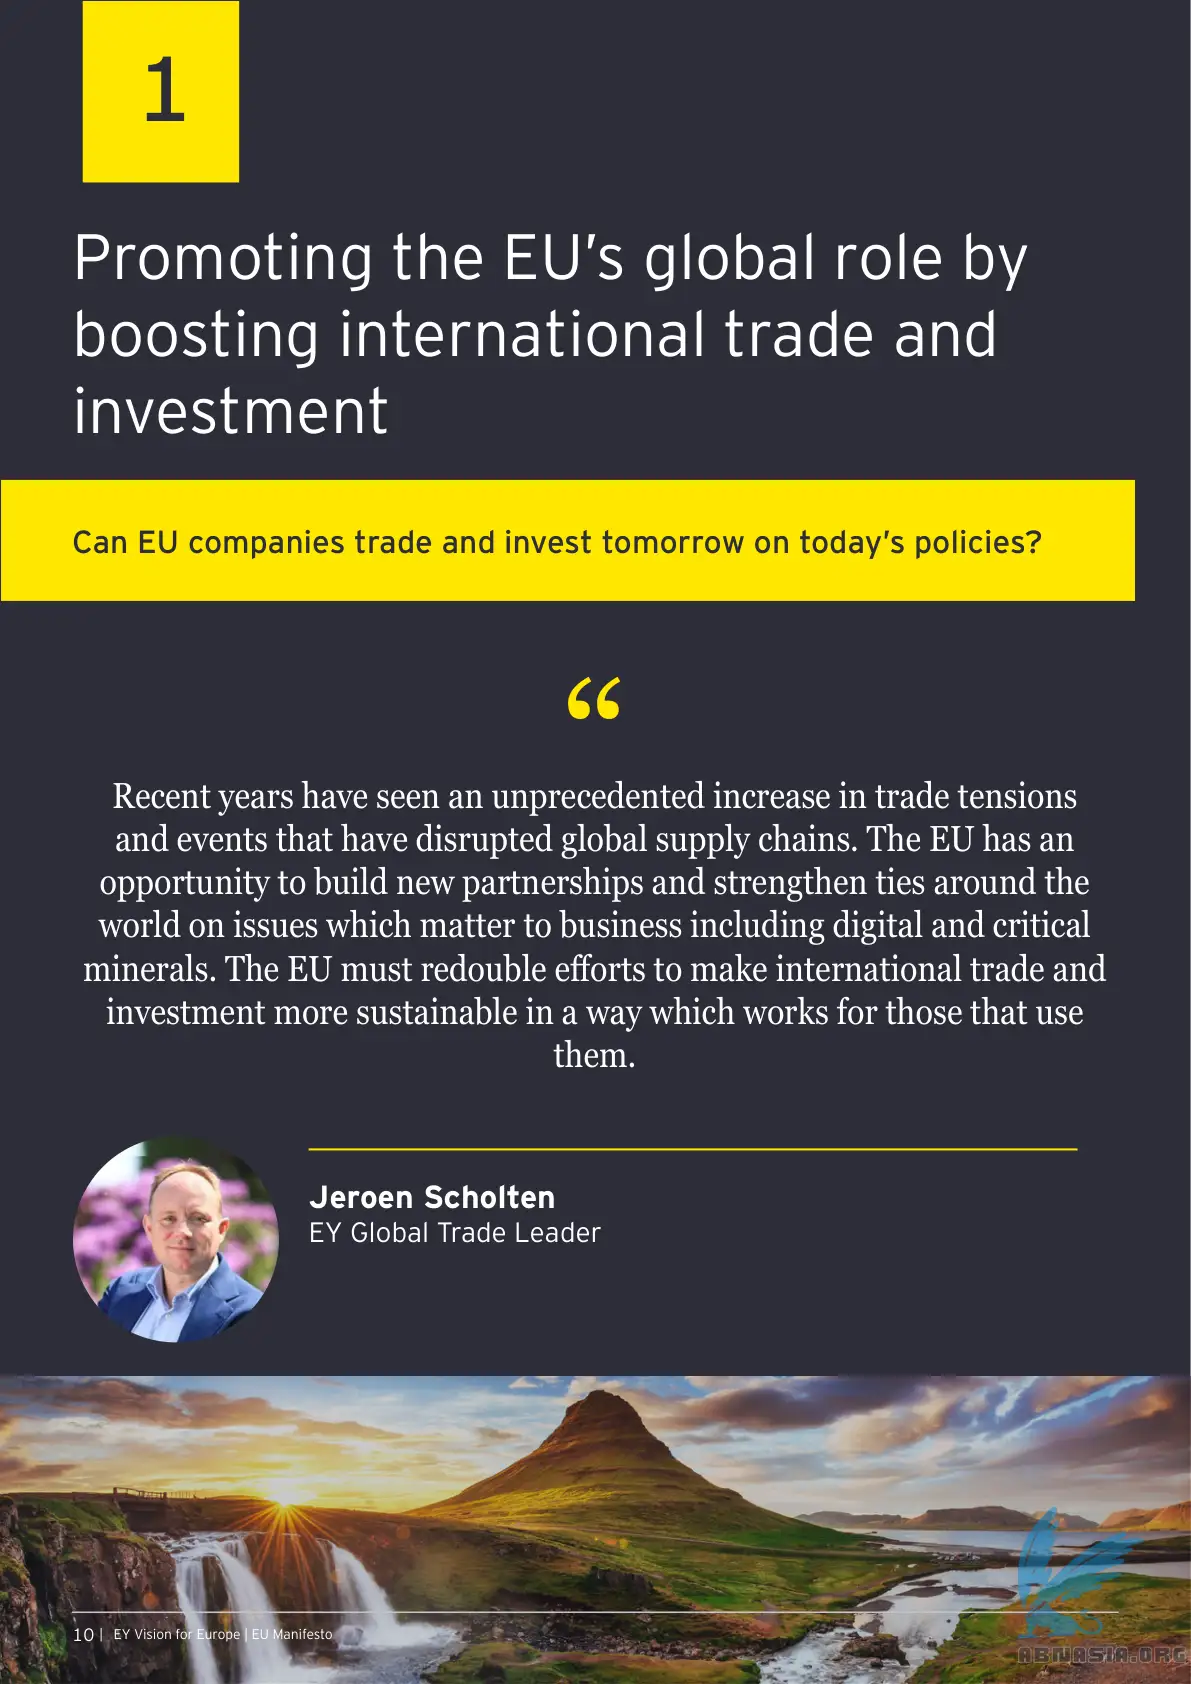 1
Promoting the EU’s global role by
boosting international trade and
investment
Can EU companies trade and invest tomorrow on today’s policies?
“
Recent years have seen an unprecedented increase in trade tensions
and events that have disrupted global supply chains. The EU has an
opportunity to build new partnerships and strengthen ties around the
world on issues which matter to business including digital and critical
minerals. The EU must redouble efforts to make international trade and
investment more sustainable in a way which works for those that use
them.
Jeroen Scholten
EY Global Trade Leader
10 | EY Vision for Europe | EU Manifesto
ABNASIA.ORG